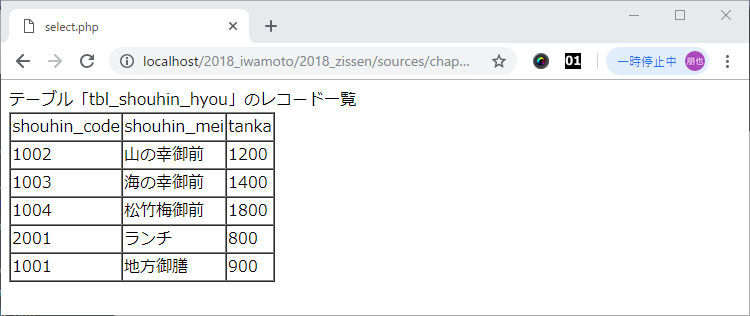 select.php
localhost/2018_iwamoto/2018_zissen/sources/chap...
01
一時停止中
朋也
テーブル「tbl_shouhin_hyou」のレコード一覧
shouhin_code shouhin_mei tanka
1002 山の幸御前 1200
1003 海の幸御前 1400
1004 松竹梅御前 1800
2001 ランチ 800
1001 地方御膳 900